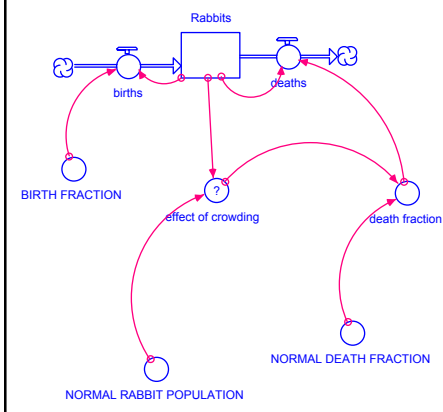 Rabbits
births
deaths
BIRTH FRACTION
?
effect of crowding
death fraction
NORMAL DEATH FRACTION
NORMAL RABBIT POPULATION